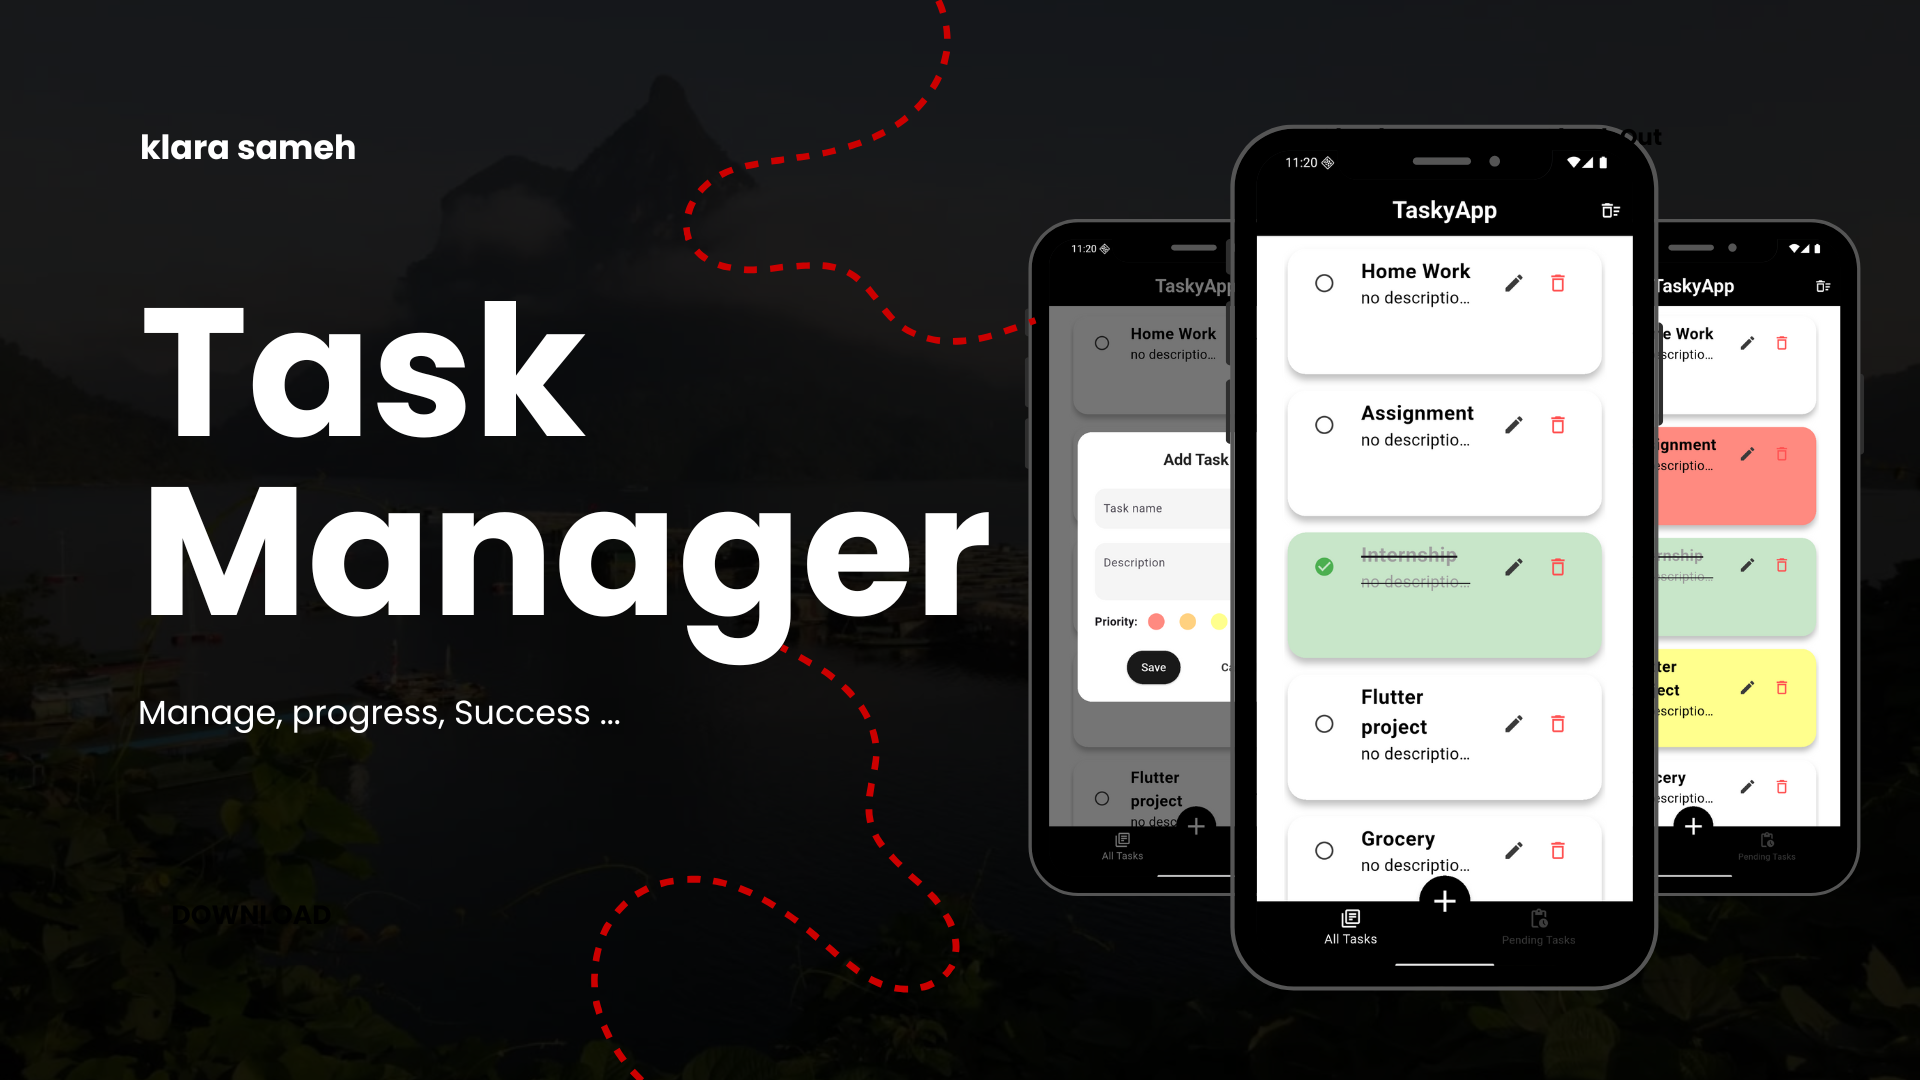 klara sameh
Task
Manager
Manage, progress, Success ...
DOWNLOAD
11:20
TaskyApp
Home Work
no descriptio...
Add Task
Task name
Description
Priority:
Save
Flutter
project
no desc
All Tasks
Out
11:20
TaskyApp
Home Work
no descriptio...
Assignment
no descriptio...
Internship
no descriptio...
Flutter
project
no descriptio...
Grocery
no descriptio...
All Tasks
Pending Tasks
TaskyApp
e Work
scriptio...
ignment
escriptio...
rnship
scriptio...
ter
ect
escriptio...
cery
escriptio...
Pending Tasks